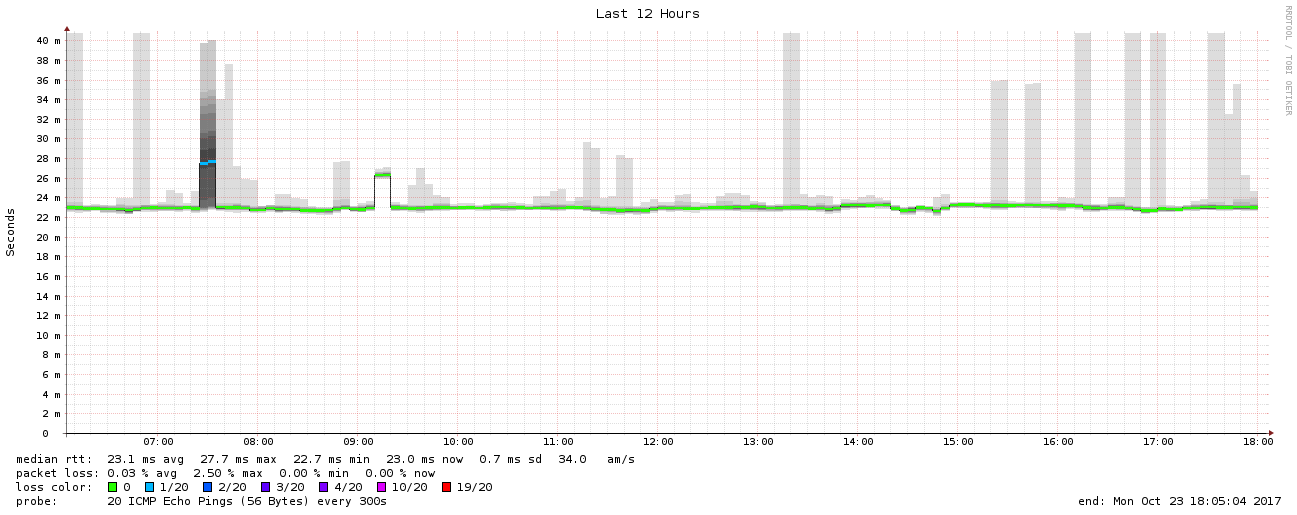 Last 12 Hours
RRDTOOL / TOBI OETIKER
Seconds
40 m
38 m
36 m
34 m
32 m
30 m
28 m
26 m
24 m
22 m
20 m
18 m
16 m
14 m
12 m
10 m
8 m
6 m
4 m
2 m
0
07:00 08:00 09:00 10:00 11:00 12:00 13:00 14:00 15:00 16:00 17:00 18:00
median rtt: 23.1 ms avg 27.7 ms max 22.7 ms min 23.0 ms now 0.7 ms sd 34.0 am/s
packet loss: 0.03 % avg 2.50 % max 0.00 % min 0.00 % now
loss color: 0 1/20 2/20 3/20 4/20 10/20 19/20
probe: 20 ICMP Echo Pings (56 Bytes) every 300s end: Mon Oct 23 18:05:04 2017